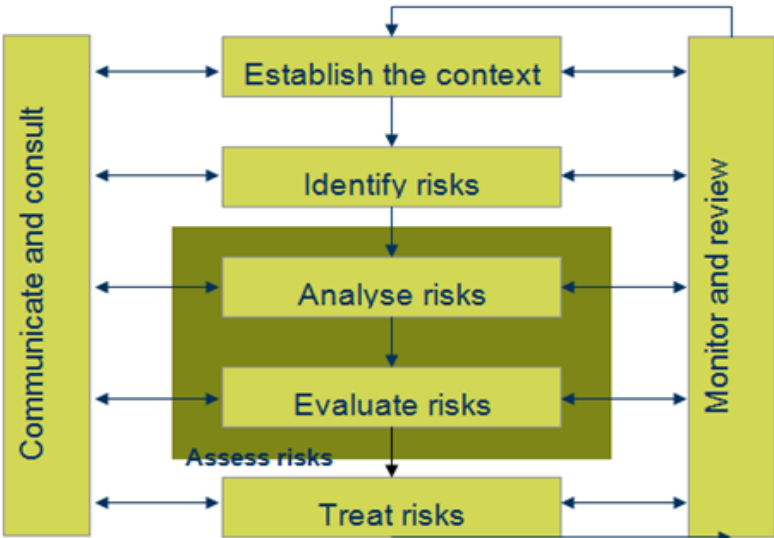 Communicate and consult
Establish the context
Identify risks
Analyse risks
Evaluate risks
Assess risks
Treat risks
Monitor and review